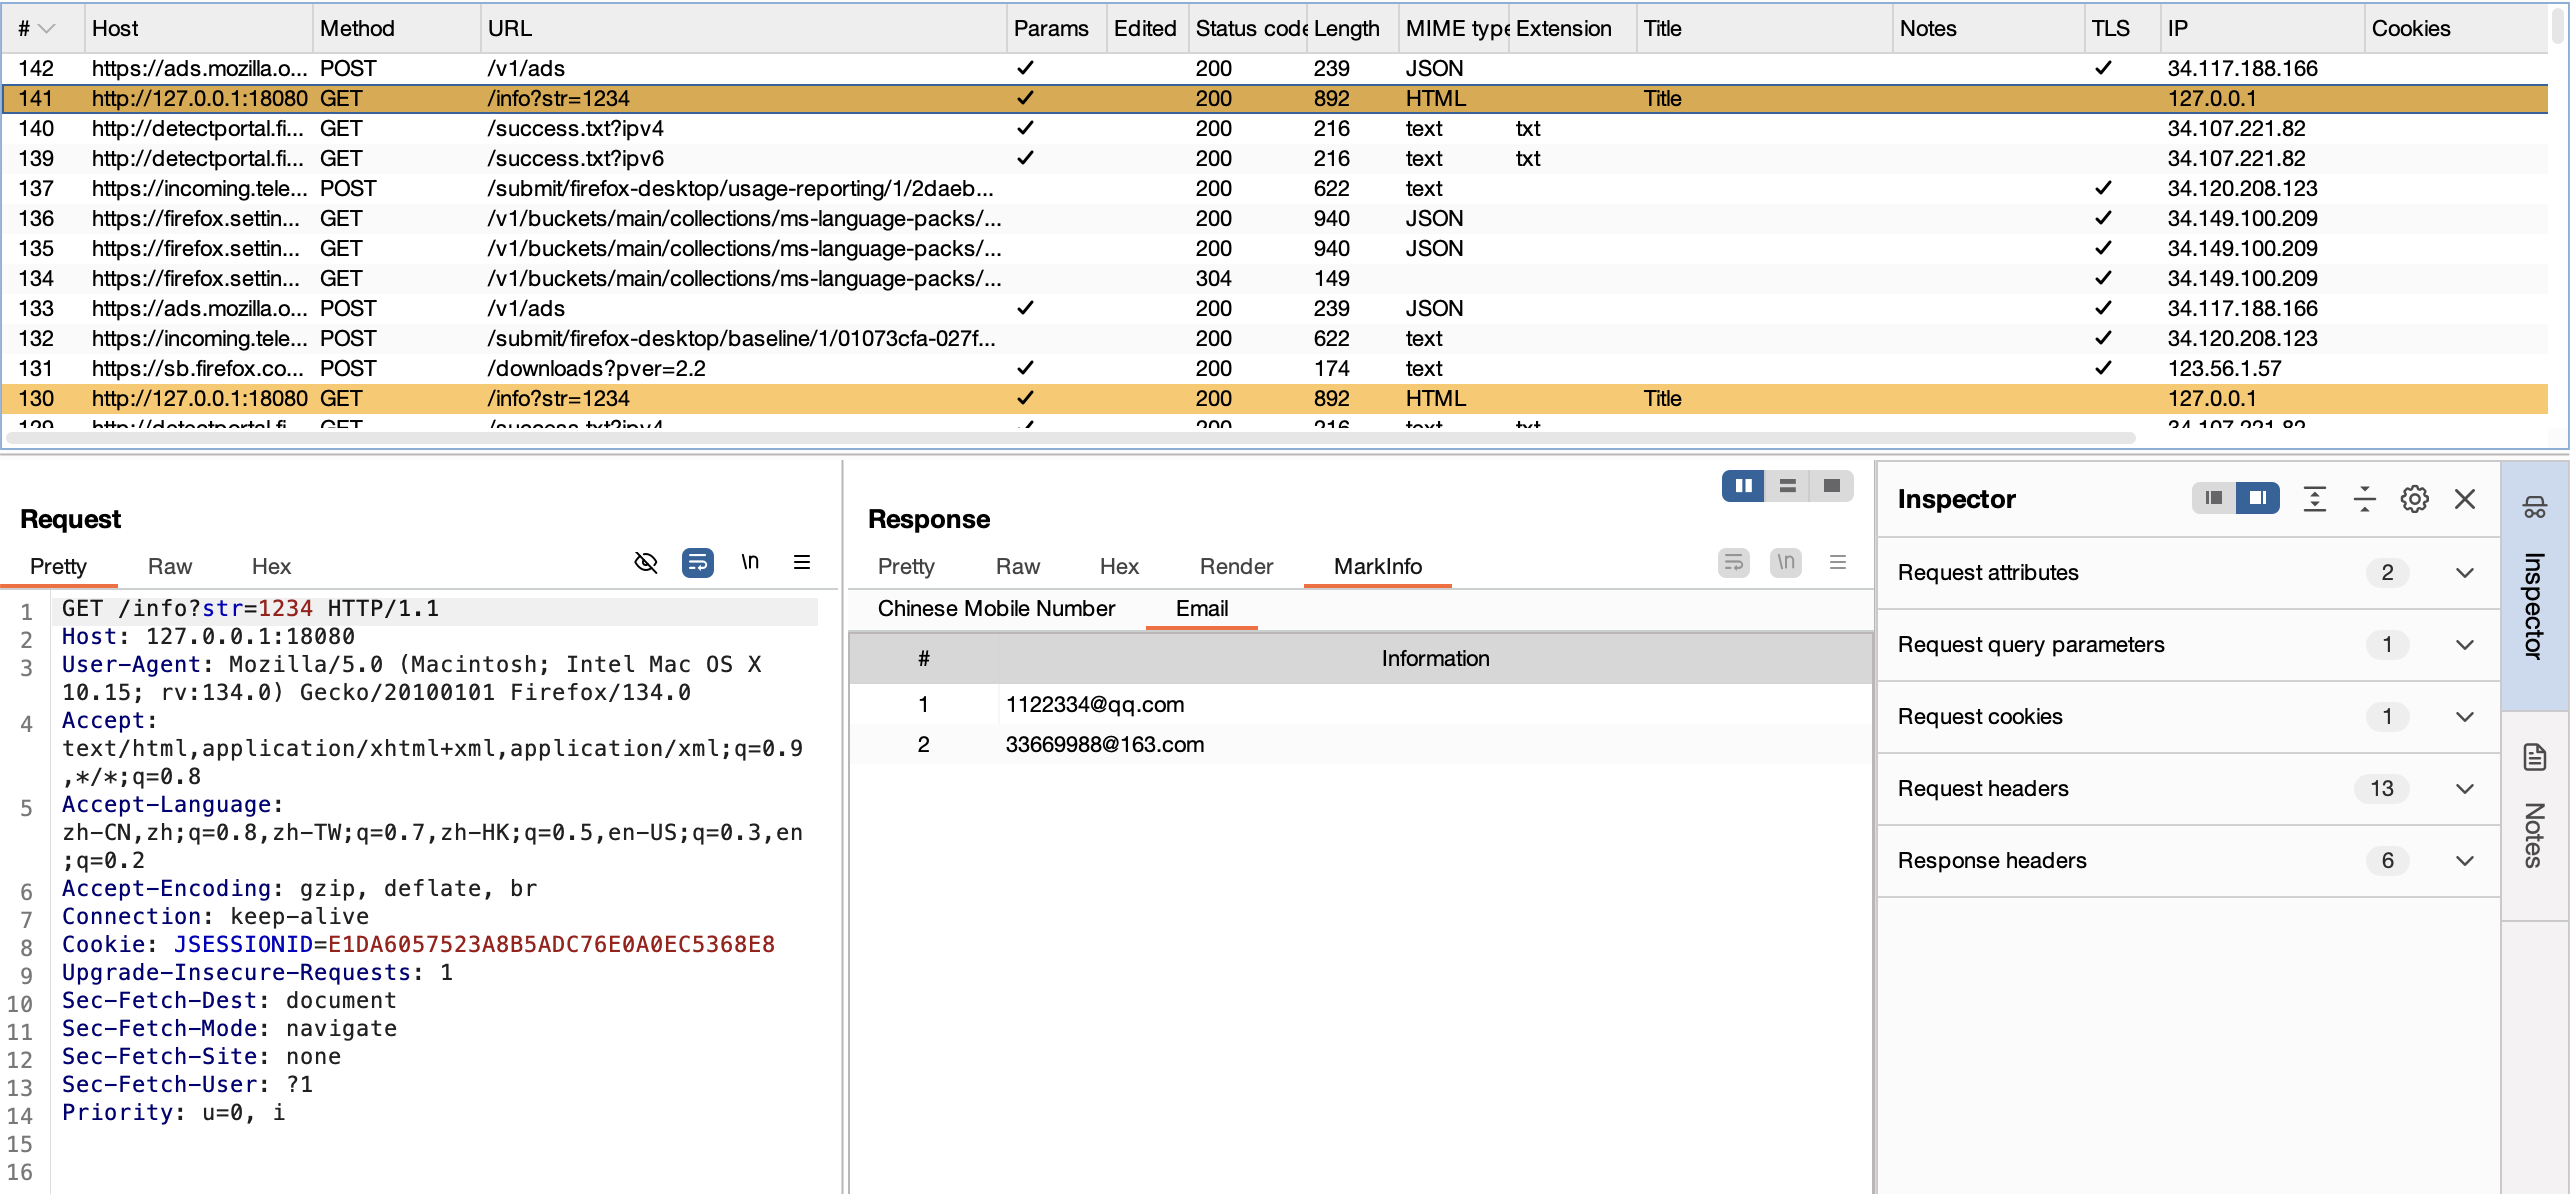 # Host Method URL Params Edited Status code Length MIME type Extension Title Notes TLS IP Cookies
142 https://ads.mozilla.o... POST /v1/ads ✓ 200 239 JSON ✓ 34.117.188.166
141 http://127.0.0.1:18080 GET /info?str=1234 ✓ 200 892 HTML Title 127.0.0.1
140 http://detectportal.fi... GET /success.txt?ipv4 ✓ 200 216 text txt 34.107.221.82
139 http://detectportal.fi... GET /success.txt?ipv6 ✓ 200 216 text txt 34.107.221.82
137 https://incoming.tele... POST /submit/firefox-desktop/usage-reporting/1/2daeb... 200 622 text ✓ 34.120.208.123
136 https://firefox.settin... GET /v1/buckets/main/collections/ms-language-packs/... 200 940 JSON ✓ 34.149.100.209
135 https://firefox.settin... GET /v1/buckets/main/collections/ms-language-packs/... 200 940 JSON ✓ 34.149.100.209
134 https://firefox.settin... GET /v1/buckets/main/collections/ms-language-packs/... 304 149 ✓ 34.149.100.209
133 https://ads.mozilla.o... POST /v1/ads ✓ 200 239 JSON ✓ 34.117.188.166
132 https://incoming.tele... POST /submit/firefox-desktop/baseline/1/01073cfa-027f... 200 622 text ✓ 34.120.208.123
131 https://sb.firefox.co... POST /downloads?pver=2.2 ✓ 200 174 text ✓ 123.56.1.57
130 http://127.0.0.1:18080 GET /info?str=1234 ✓ 200 892 HTML Title 127.0.0.1
129 http://detectportal.fi... GET /success.txt?ipv4 ✓ 200 216 text txt 34.107.221.82
Request
Pretty Raw Hex \n
1 GET /info?str=1234 HTTP/1.1
2 Host: 127.0.0.1:18080
3 User-Agent: Mozilla/5.0 (Macintosh; Intel Mac OS X
10.15; rv:134.0) Gecko/20100101 Firefox/134.0
4 Accept:
text/html,application/xhtml+xml,application/xml;q=0.9
,*/*;q=0.8
5 Accept-Language:
zh-CN,zh;q=0.8,zh-TW;q=0.7,zh-HK;q=0.5,en-US;q=0.3,en
;q=0.2
6 Accept-Encoding: gzip, deflate, br
7 Connection: keep-alive
8 Cookie: JSESSIONID=E1DA6057523A8B5ADC76E0A0EC5368E8
9 Upgrade-Insecure-Requests: 1
10 Sec-Fetch-Dest: document
11 Sec-Fetch-Mode: navigate
12 Sec-Fetch-Site: none
13 Sec-Fetch-User: ?1
14 Priority: u=0, i
15
16
Response
Pretty Raw Hex Render MarkInfo \n
Chinese Mobile Number Email
# Information
1 1122334@qq.com
2 33669988@163.com
Inspector
Request attributes 2
Request query parameters 1
Request cookies 1
Request headers 13
Response headers 6
Inspector
Notes